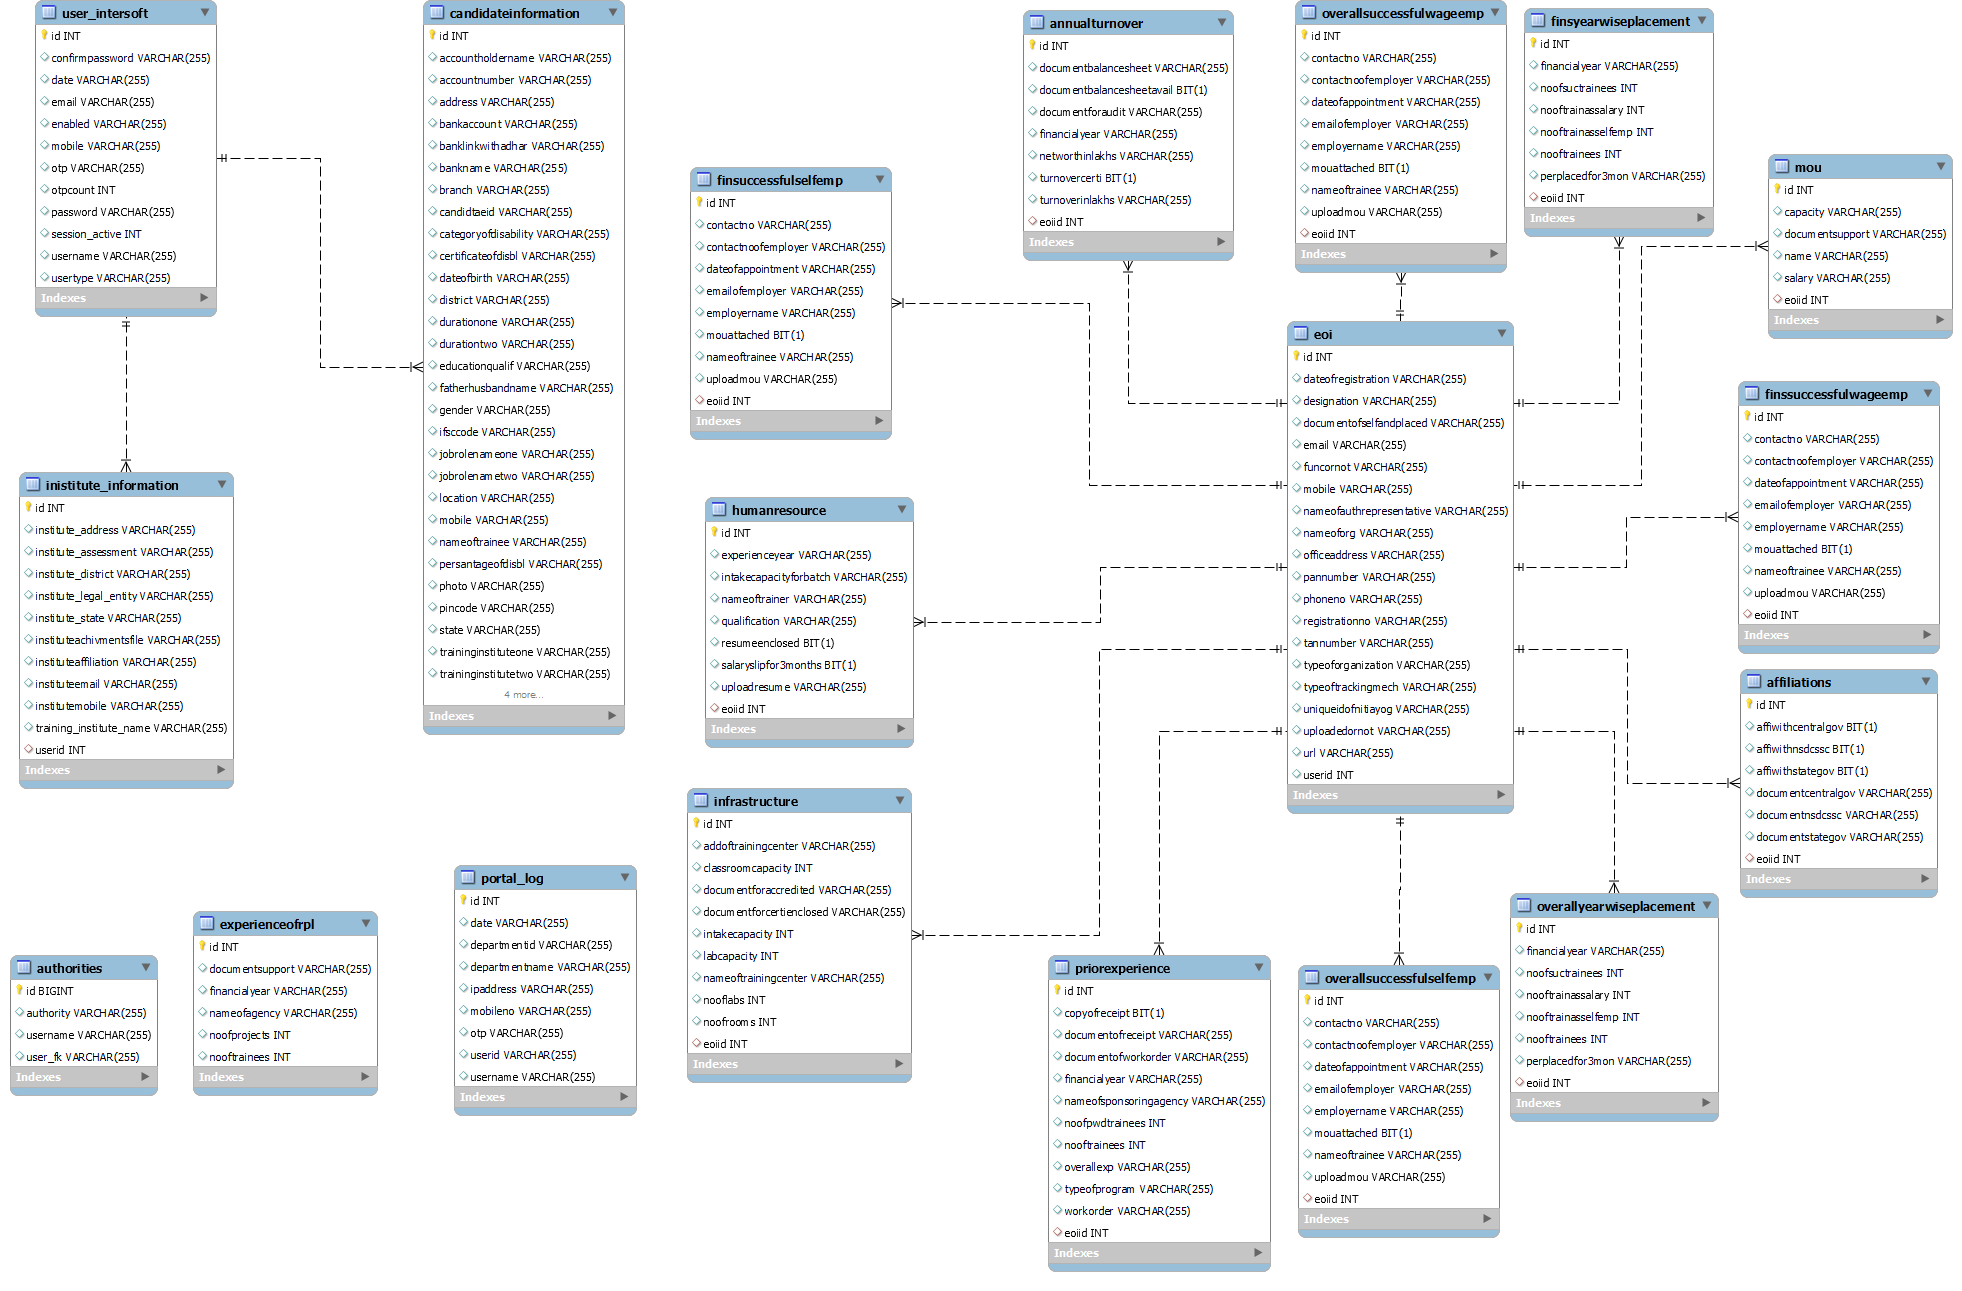 user_intersoft
id INT
confirmpassword VARCHAR(255)
date VARCHAR(255)
email VARCHAR(255)
enabled VARCHAR(255)
mobile VARCHAR(255)
otp VARCHAR(255)
otpcount INT
password VARCHAR(255)
session_active INT
username VARCHAR(255)
usertype VARCHAR(255)
Indexes
candidateinformation
id INT
accountholdername VARCHAR(255)
accountnumber VARCHAR(255)
address VARCHAR(255)
bankaccount VARCHAR(255)
banklinkwithadhar VARCHAR(255)
bankname VARCHAR(255)
branch VARCHAR(255)
candidtaeid VARCHAR(255)
categoryofdisability VARCHAR(255)
certificateofdisbl VARCHAR(255)
dateofbirth VARCHAR(255)
district VARCHAR(255)
durationone VARCHAR(255)
durationtwo VARCHAR(255)
educationqualif VARCHAR(255)
fatherhusbandname VARCHAR(255)
gender VARCHAR(255)
ifsccode VARCHAR(255)
jobrolenameone VARCHAR(255)
jobrolenametwo VARCHAR(255)
location VARCHAR(255)
mobile VARCHAR(255)
nameoftrainee VARCHAR(255)
persantageofdisbl VARCHAR(255)
photo VARCHAR(255)
pincode VARCHAR(255)
state VARCHAR(255)
traininginstituteone VARCHAR(255)
traininginstitutetwo VARCHAR(255)
4 more...
Indexes
annualturnover
id INT
documentbalancesheet VARCHAR(255)
documentbalancesheetavail BIT(1)
documentforaudit VARCHAR(255)
financialyear VARCHAR(255)
networthinlakhs VARCHAR(255)
turnovercerti BIT(1)
turnoverinlakhs VARCHAR(255)
eoiid INT
Indexes
overallsuccessfulwageemp
id INT
contactno VARCHAR(255)
contactnoofemployer VARCHAR(255)
dateofappointment VARCHAR(255)
emailofemployer VARCHAR(255)
employername VARCHAR(255)
mouattached BIT(1)
nameoftrainee VARCHAR(255)
uploadmou VARCHAR(255)
eoiid INT
Indexes
finsyearwiseplacement
id INT
financialyear VARCHAR(255)
noofsuctrainees INT
nooftrainassalary INT
nooftrainasselfemp INT
nooftrainees INT
perplacedfor3mon VARCHAR(255)
eoiid INT
Indexes
mou
id INT
capacity VARCHAR(255)
documentsupport VARCHAR(255)
name VARCHAR(255)
salary VARCHAR(255)
eoiid INT
Indexes
finsuccessfulselfemp
id INT
contactno VARCHAR(255)
contactnoofemployer VARCHAR(255)
dateofappointment VARCHAR(255)
emailofemployer VARCHAR(255)
employername VARCHAR(255)
mouattached BIT(1)
nameoftrainee VARCHAR(255)
uploadmou VARCHAR(255)
eoiid INT
Indexes
eoi
id INT
dateofregistration VARCHAR(255)
designation VARCHAR(255)
documentofselfandplaced VARCHAR(255)
email VARCHAR(255)
funcornot VARCHAR(255)
mobile VARCHAR(255)
nameofauthrepresentative VARCHAR(255)
nameforg VARCHAR(255)
officeaddress VARCHAR(255)
pannumber VARCHAR(255)
phoneno VARCHAR(255)
registrationno VARCHAR(255)
tannumber VARCHAR(255)
typeoforganization VARCHAR(255)
typeoftrackingmech VARCHAR(255)
uniqueidofnitiayog VARCHAR(255)
uploadedornot VARCHAR(255)
url VARCHAR(255)
userid INT
Indexes
finssuccessfulwageemp
id INT
contactno VARCHAR(255)
contactnoofemployer VARCHAR(255)
dateofappointment VARCHAR(255)
emailofemployer VARCHAR(255)
employername VARCHAR(255)
mouattached BIT(1)
nameoftrainee VARCHAR(255)
uploadmou VARCHAR(255)
eoiid INT
Indexes
inistitute_information
id INT
institute_address VARCHAR(255)
institute_assessment VARCHAR(255)
institute_district VARCHAR(255)
institute_legal_entity VARCHAR(255)
institute_state VARCHAR(255)
instituteachivmentsfile VARCHAR(255)
instituteaffiliation VARCHAR(255)
instituteemail VARCHAR(255)
institutemobile VARCHAR(255)
training_institute_name VARCHAR(255)
userid INT
Indexes
humanresource
id INT
experienceyear VARCHAR(255)
intakecapacityforbatch VARCHAR(255)
nameoftrainer VARCHAR(255)
qualification VARCHAR(255)
resumeenclosed BIT(1)
salaryslipfor3months BIT(1)
uploadresume VARCHAR(255)
eoiid INT
Indexes
affiliations
id INT
affiwithcentralgov BIT(1)
affiwithnsdcssc BIT(1)
affiwithstategov BIT(1)
documentcentralgov VARCHAR(255)
documentnsdcssc VARCHAR(255)
documentstategov VARCHAR(255)
eoiid INT
Indexes
infrastructure
id INT
addoftrainingcenter VARCHAR(255)
classroomcapacity INT
documentforaccredited VARCHAR(255)
documentforcertienclosed VARCHAR(255)
intakecapacity INT
labcapacity INT
nameoftrainingcenter VARCHAR(255)
nooflabs INT
noofrooms INT
eoiid INT
Indexes
portal_log
id INT
date VARCHAR(255)
departmentid VARCHAR(255)
departmentname VARCHAR(255)
ipaddress VARCHAR(255)
mobileno VARCHAR(255)
otp VARCHAR(255)
userid VARCHAR(255)
username VARCHAR(255)
Indexes
experienceofrpl
id INT
documentsupport VARCHAR(255)
financialyear VARCHAR(255)
nameofagency VARCHAR(255)
noofprojects INT
nooftrainees INT
Indexes
authorities
id BIGINT
authority VARCHAR(255)
username VARCHAR(255)
user_fk VARCHAR(255)
Indexes
priorexperience
id INT
copyofreceipt BIT(1)
documentofreceipt VARCHAR(255)
documentofworkorder VARCHAR(255)
financialyear VARCHAR(255)
nameofsponsoringagency VARCHAR(255)
noofpwdtrainees INT
nooftrainees INT
overallexp VARCHAR(255)
typeofprogram VARCHAR(255)
workorder VARCHAR(255)
eoiid INT
Indexes
overallsuccessfulselfemp
id INT
contactno VARCHAR(255)
contactnoofemployer VARCHAR(255)
dateofappointment VARCHAR(255)
emailofemployer VARCHAR(255)
employername VARCHAR(255)
mouattached BIT(1)
nameoftrainee VARCHAR(255)
uploadmou VARCHAR(255)
eoiid INT
Indexes
overallyearwiseplacement
id INT
financialyear VARCHAR(255)
noofsuctrainees INT
nooftrainassalary INT
nooftrainasselfemp INT
nooftrainees INT
perplacedfor3mon VARCHAR(255)
eoiid INT
Indexes